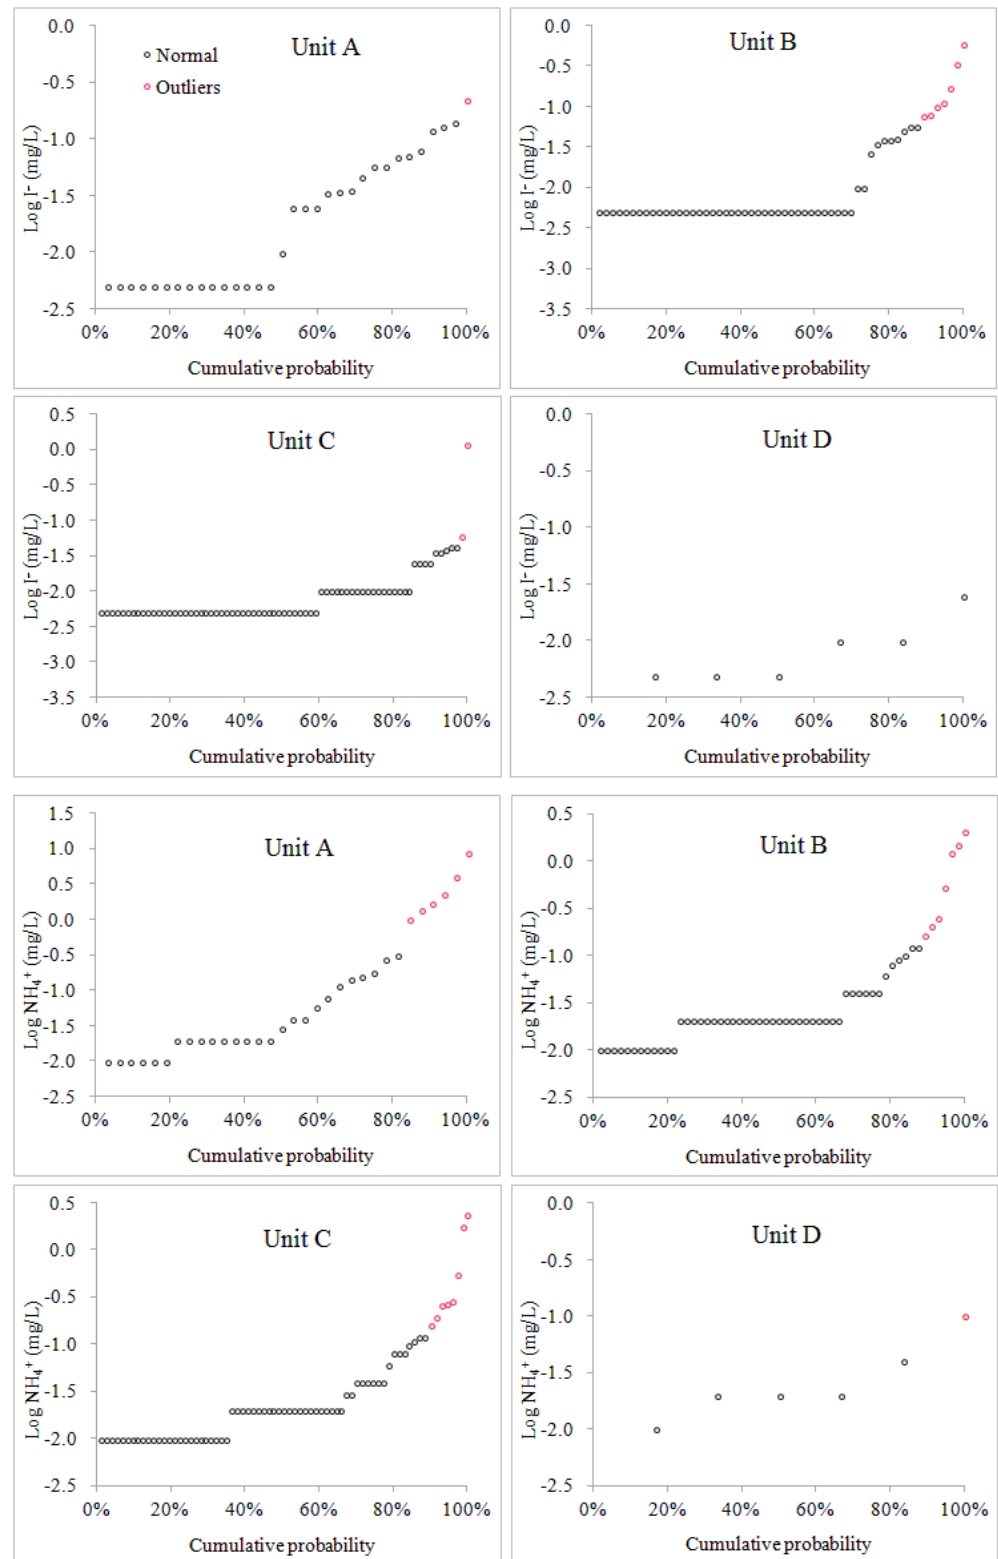 Unit A
Normal
Outliers
Log I⁻ (mg/L)
0.0
-0.5
-1.0
-1.5
-2.0
-2.5
0% 20% 40% 60% 80% 100%
Cumulative probability
Unit B
Log I⁻ (mg/L)
0.0
-0.5
-1.0
-1.5
-2.0
-2.5
-3.0
-3.5
0% 20% 40% 60% 80% 100%
Cumulative probability
Unit C
Log I⁻ (mg/L)
0.5
0.0
-0.5
-1.0
-1.5
-2.0
-2.5
-3.0
-3.5
0% 20% 40% 60% 80% 100%
Cumulative probability
Unit D
Log I⁻ (mg/L)
0.0
-0.5
-1.0
-1.5
-2.0
-2.5
0% 20% 40% 60% 80% 100%
Cumulative probability
Unit A
Log NH₄⁺ (mg/L)
1.5
1.0
0.5
0.0
-0.5
-1.0
-1.5
-2.0
-2.5
0% 20% 40% 60% 80% 100%
Cumulative probability
Unit B
Log NH₄⁺ (mg/L)
0.5
0.0
-0.5
-1.0
-1.5
-2.0
-2.5
0% 20% 40% 60% 80% 100%
Cumulative probability
Unit C
Log NH₄⁺ (mg/L)
0.5
0.0
-0.5
-1.0
-1.5
-2.0
-2.5
0% 20% 40% 60% 80% 100%
Cumulative probability
Unit D
Log NH₄⁺ (mg/L)
0.0
-0.5
-1.0
-1.5
-2.0
-2.5
0% 20% 40% 60% 80% 100%
Cumulative probability